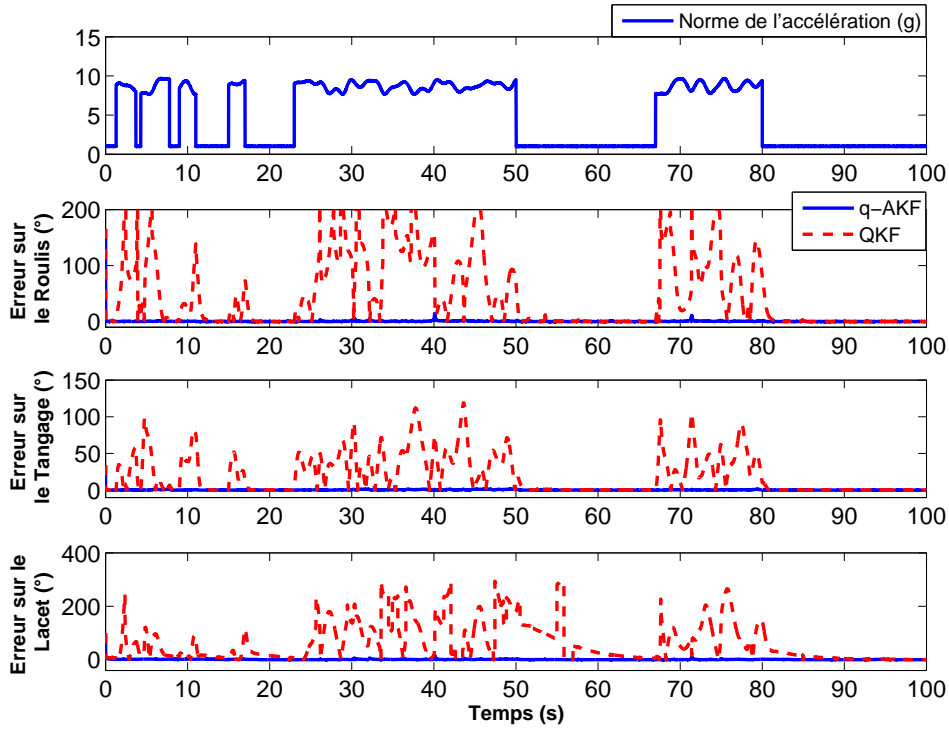 Norme de l'accélération (g)
15
10
5
0
0 10 20 30 40 50 60 70 80 90 100
Erreur sur
le Roulis (°)
200
100
0
q−AKF
QKF
0 10 20 30 40 50 60 70 80 90 100
Erreur sur
le Tangage (°)
150
100
50
0
0 10 20 30 40 50 60 70 80 90 100
Erreur sur le
Lacet (°)
400
200
0
0 10 20 30 40 50 60 70 80 90 100
Temps (s)